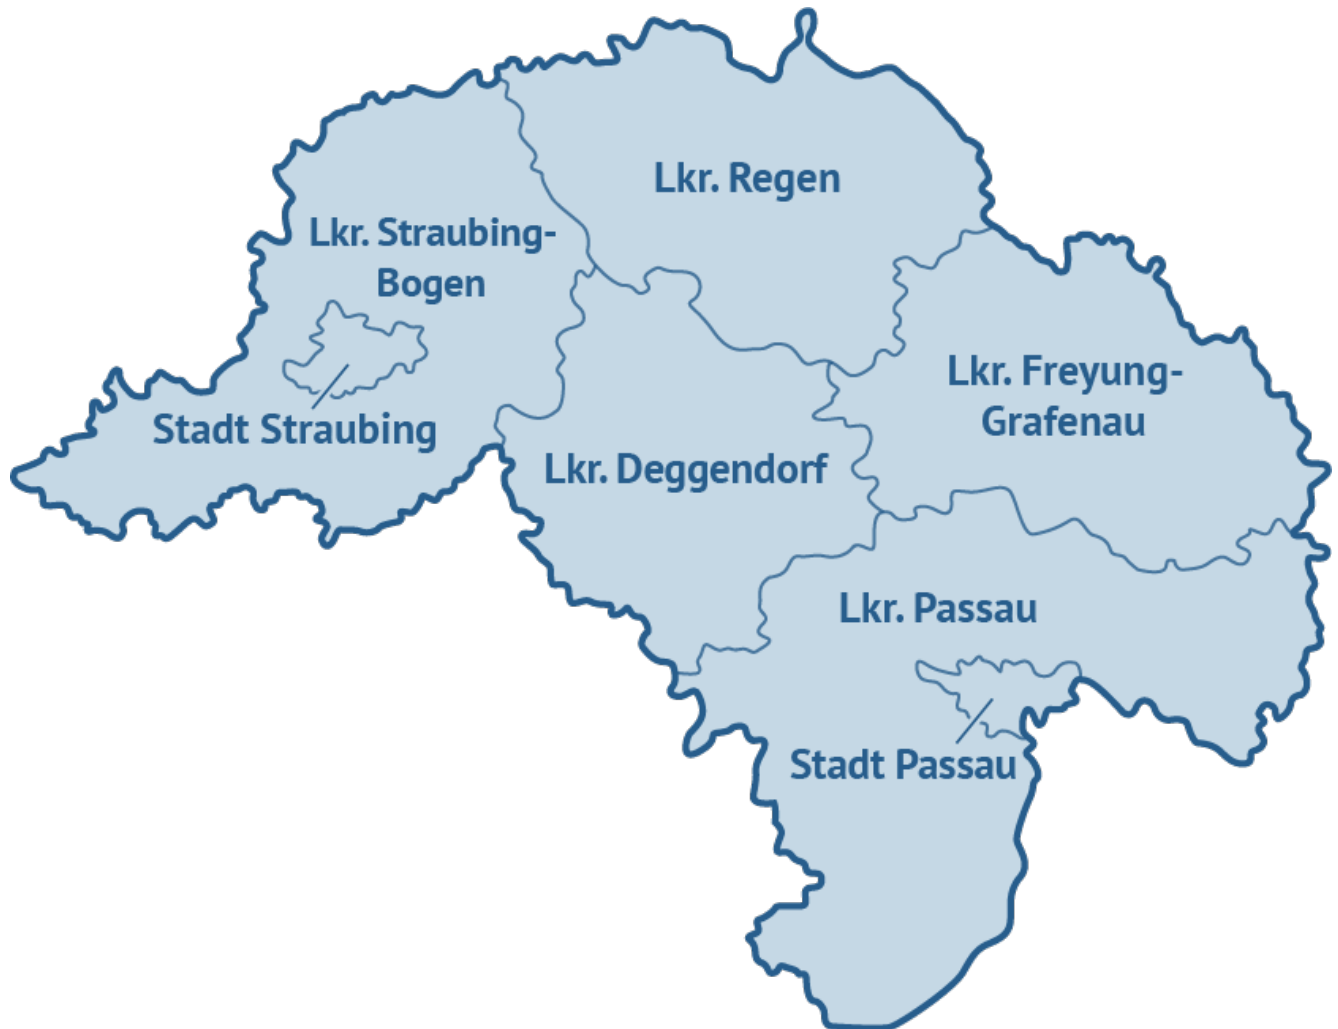 Lkr. Regen
Lkr. Straubing-
Bogen
Lkr. Freyung-
Grafenau
Stadt Straubing
Lkr. Deggendorf
Lkr. Passau
Stadt Passau